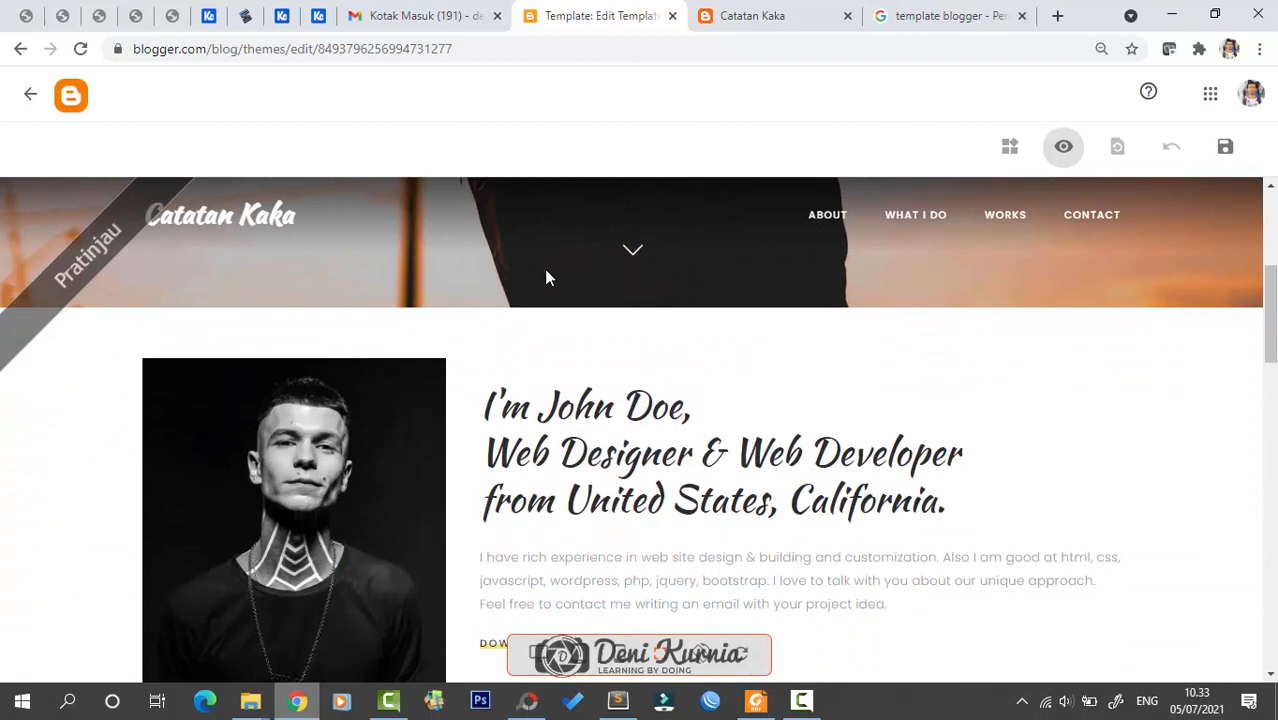 Kotak Masuk (191) - de
Template: Edit Templat
Catatan Kaka
template blogger - Pen
blogger.com/blog/themes/edit/8493796256994731277
Pratinjau
Catatan Kaka
ABOUT
WHAT I DO
WORKS
CONTACT
I'm John Doe,
Web Designer & Web Developer
from United States, California.
I have rich experience in web site design & building and customization. Also I am good at html, css,
javascript, wordpress, php, jquery, bootstrap. I love to talk with you about our unique approach.
Feel free to contact me writing an email with your project idea.
DOW
Deni Kurnia
LEARNING BY DOING
ENG
10.33
05/07/2021